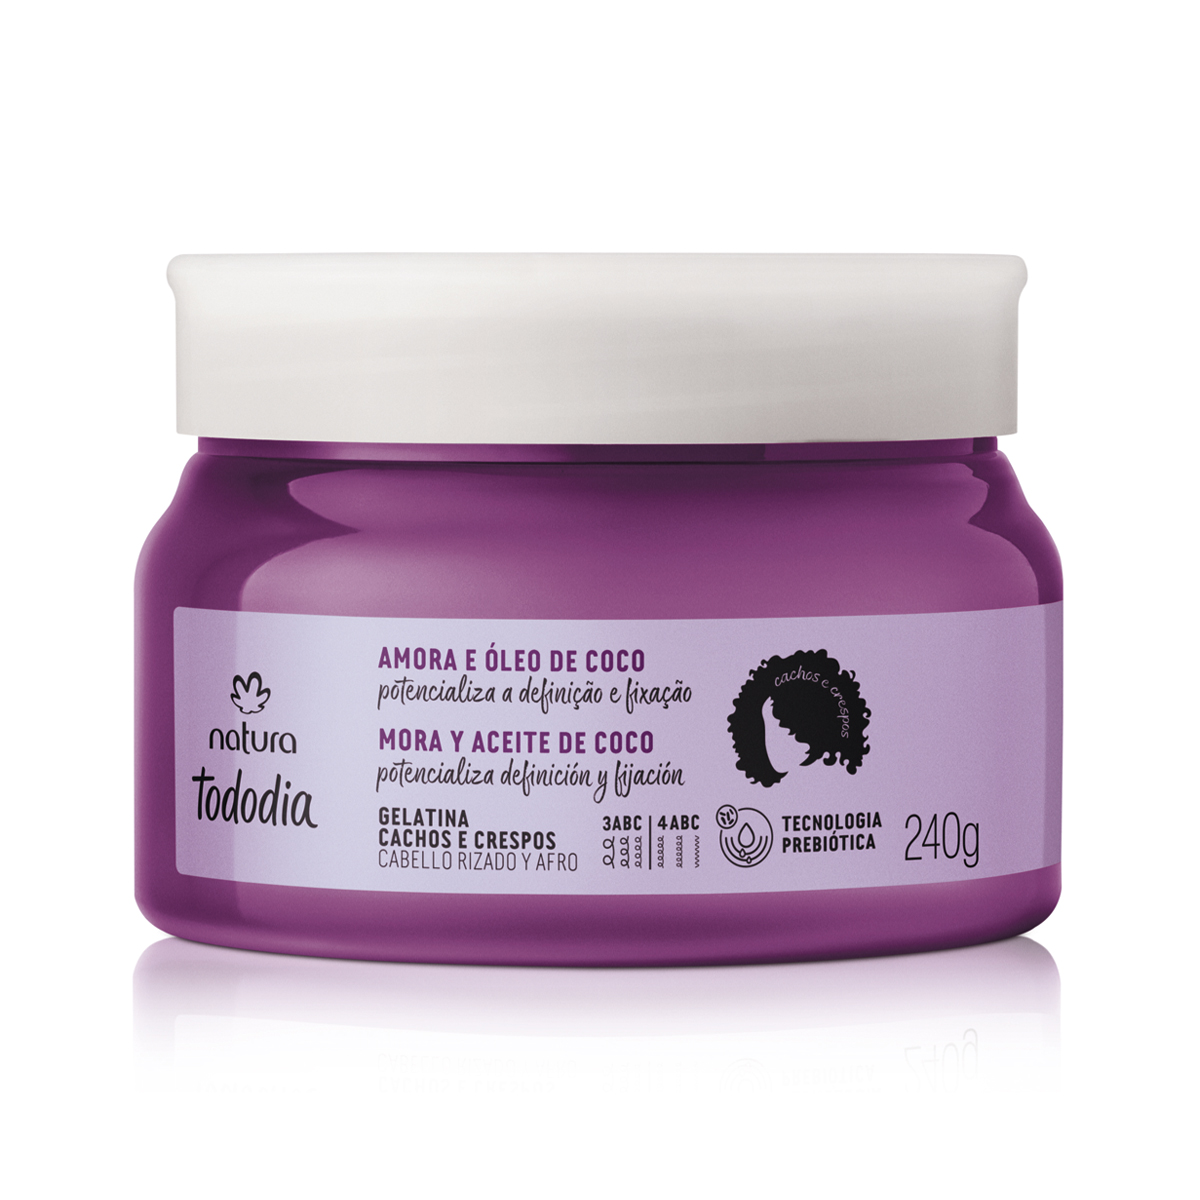 natura
tododia
AMORA E ÓLEO DE COCO
potencializa a definição e fixação
MORA Y ACEITE DE COCO
potencializa definición y fijación
GELATINA
CACHOS E CRESPOS
CABELLO RIZADO Y AFRO
3ABC | 4ABC
cachos e crespos
TECNOLOGIA
PREBIÓTICA
240g